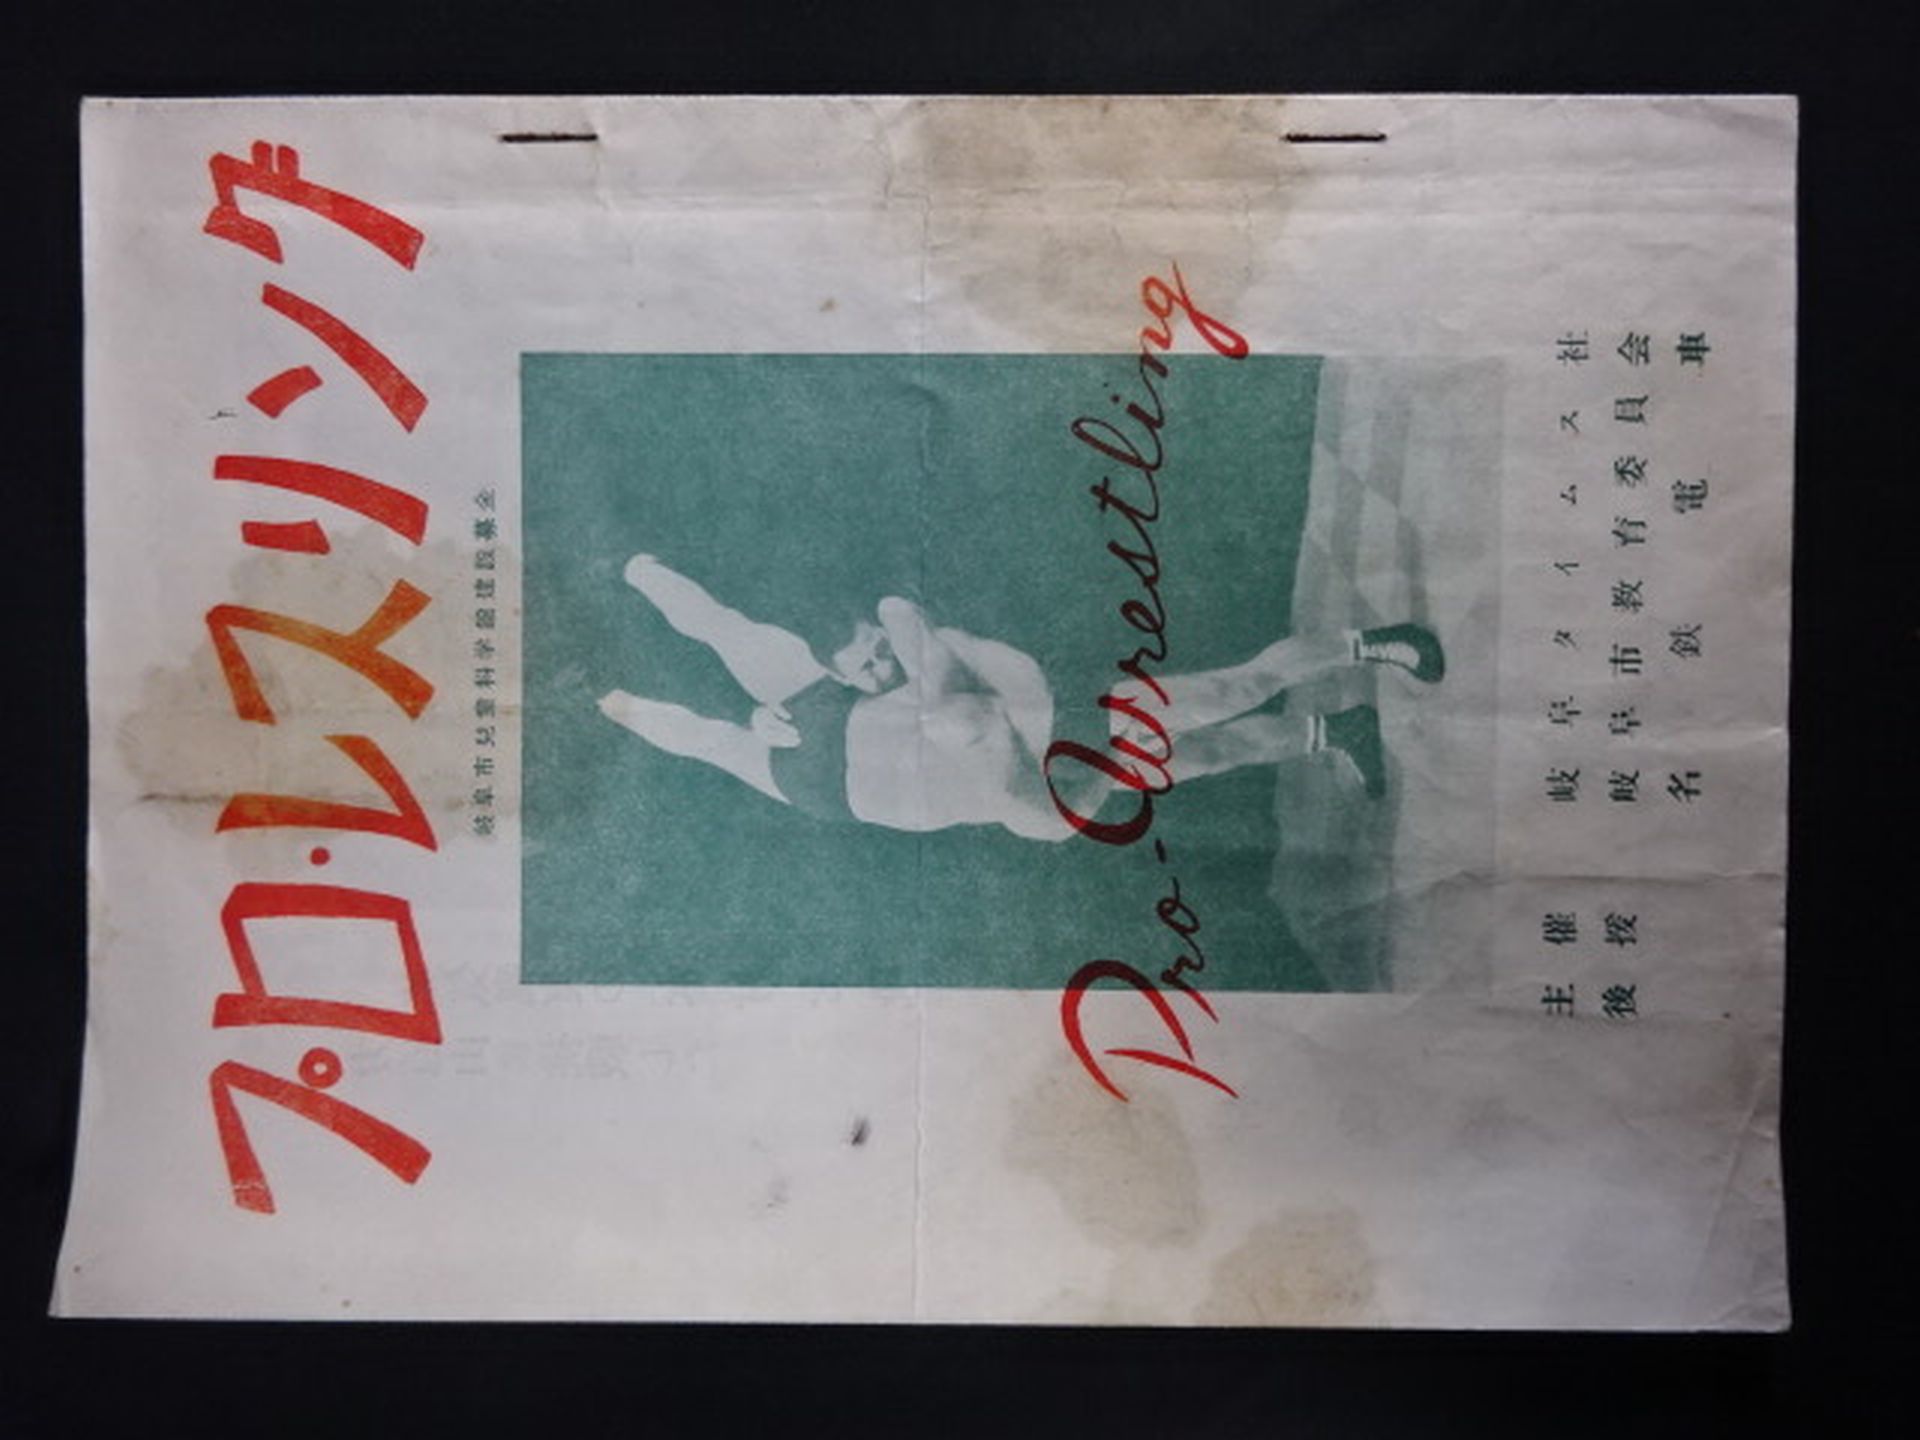 プロ・レスリング
岐阜市兒童科学館建設募金
Pro-Wrestling
主催 岐阜タイムス社
後援 岐阜市教育委員会
名鉄電車